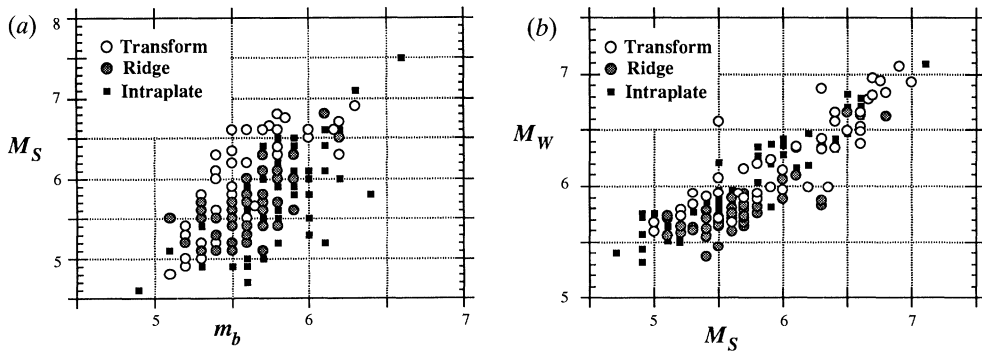 (a)
8
7
6
5
M_S
Transform
Ridge
Intraplate
5
6
7
m_b
(b)
7
6
5
M_W
Transform
Ridge
Intraplate
5
6
7
M_S